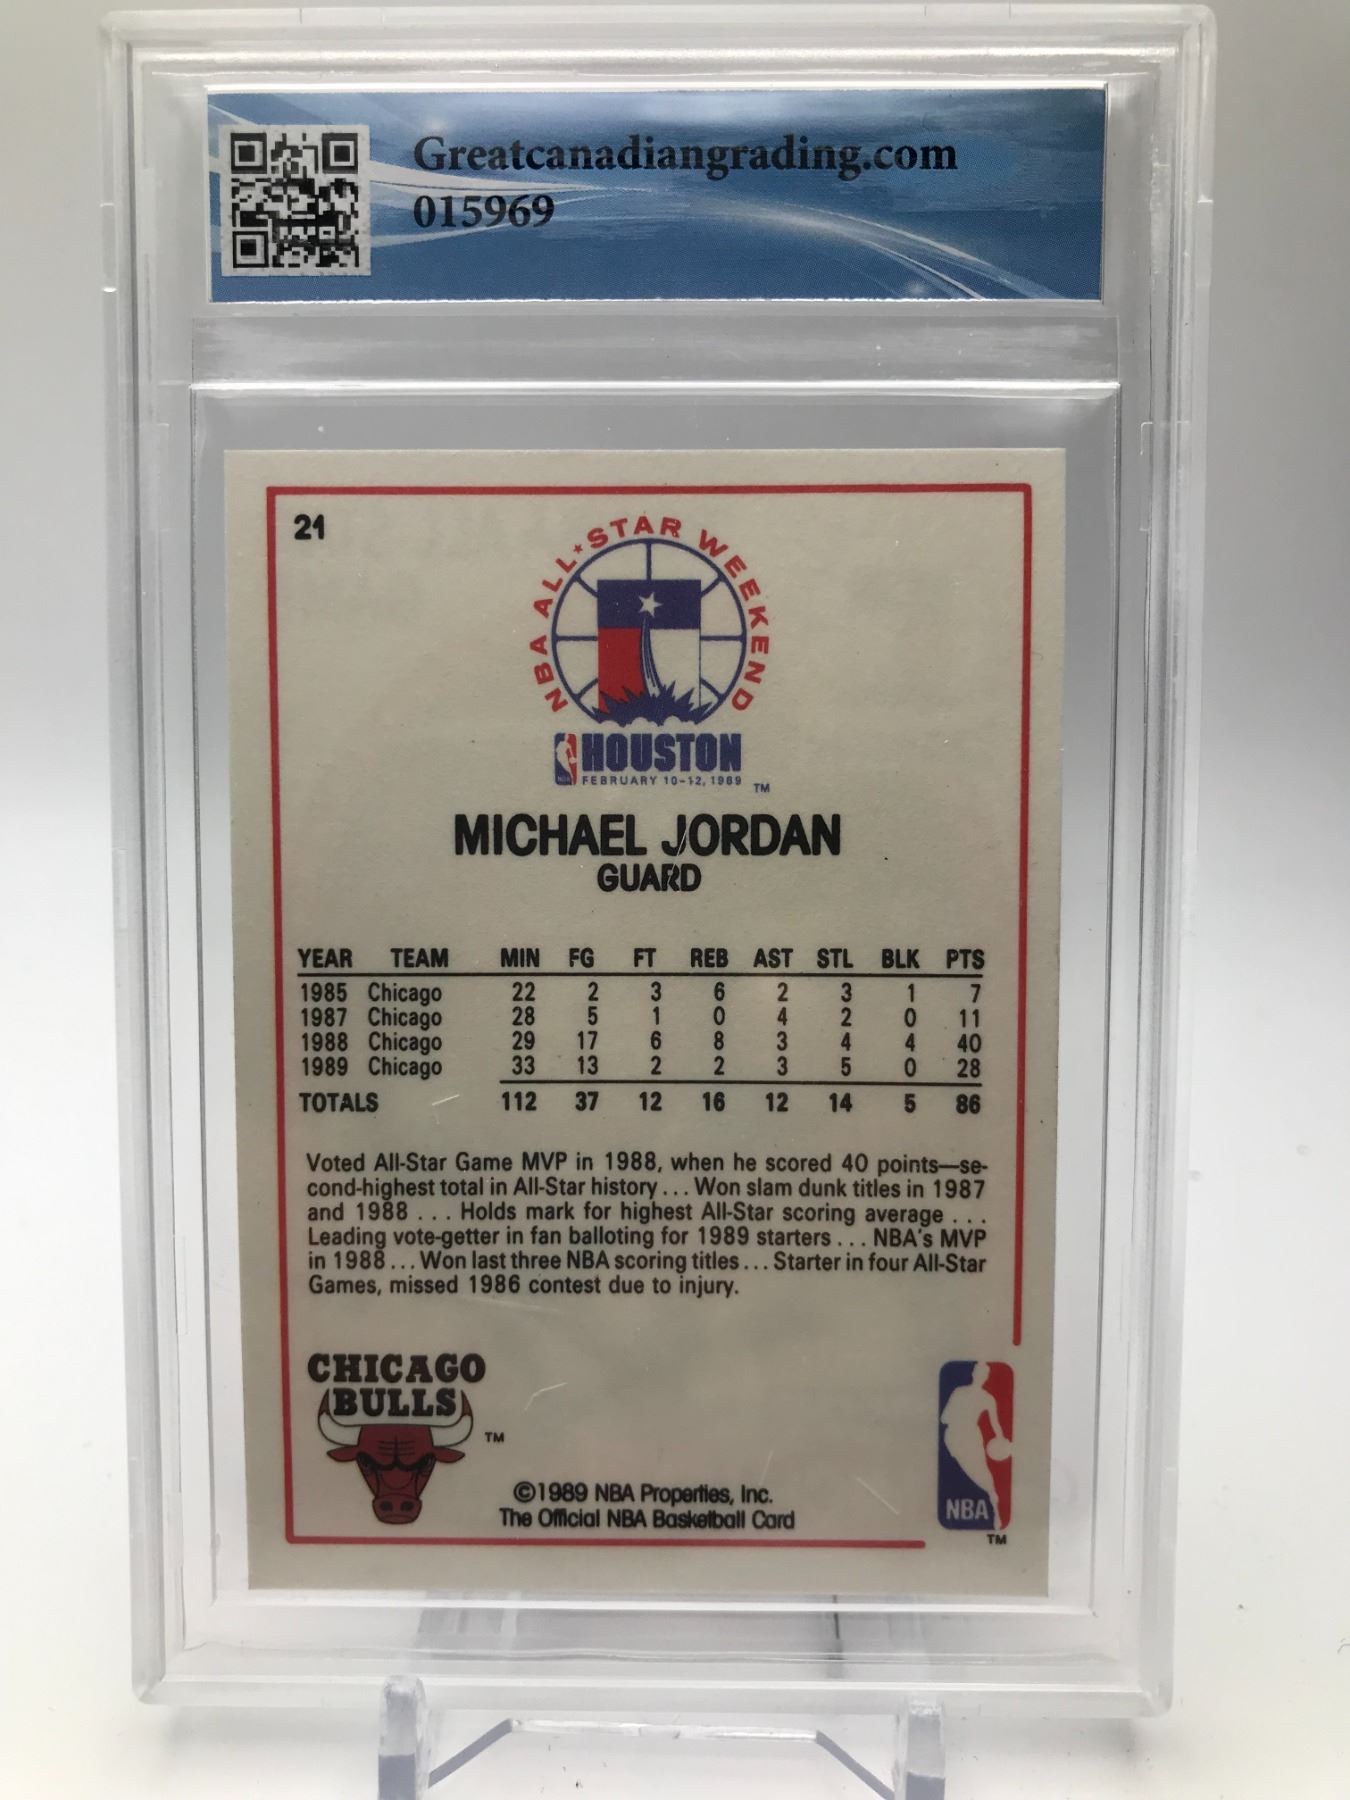 Greatcanadiangrading.com
015969
21
NBA ALL★STAR WEEKEND
NBA
HOUSTON
FEBRUARY 10-12, 1989 TM
MICHAEL JORDAN
GUARD
YEAR TEAM MIN FG FT REB AST STL BLK PTS
1985 Chicago 22 2 3 6 2 3 1 7
1987 Chicago 28 5 1 0 4 2 0 11
1988 Chicago 29 17 6 8 3 4 4 40
1989 Chicago 33 13 2 2 3 5 0 28
TOTALS 112 37 12 16 12 14 5 86
Voted All-Star Game MVP in 1988, when he scored 40 points—se-
cond-highest total in All-Star history . . . Won slam dunk titles in 1987
and 1988 . . . Holds mark for highest All-Star scoring average . . .
Leading vote-getter in fan balloting for 1989 starters . . . NBA's MVP
in 1988 . . . Won last three NBA scoring titles . . . Starter in four All-Star
Games, missed 1986 contest due to injury.
CHICAGO
BULLS
TM
©1989 NBA Properties, Inc.
The Official NBA Basketball Card
NBA
TM